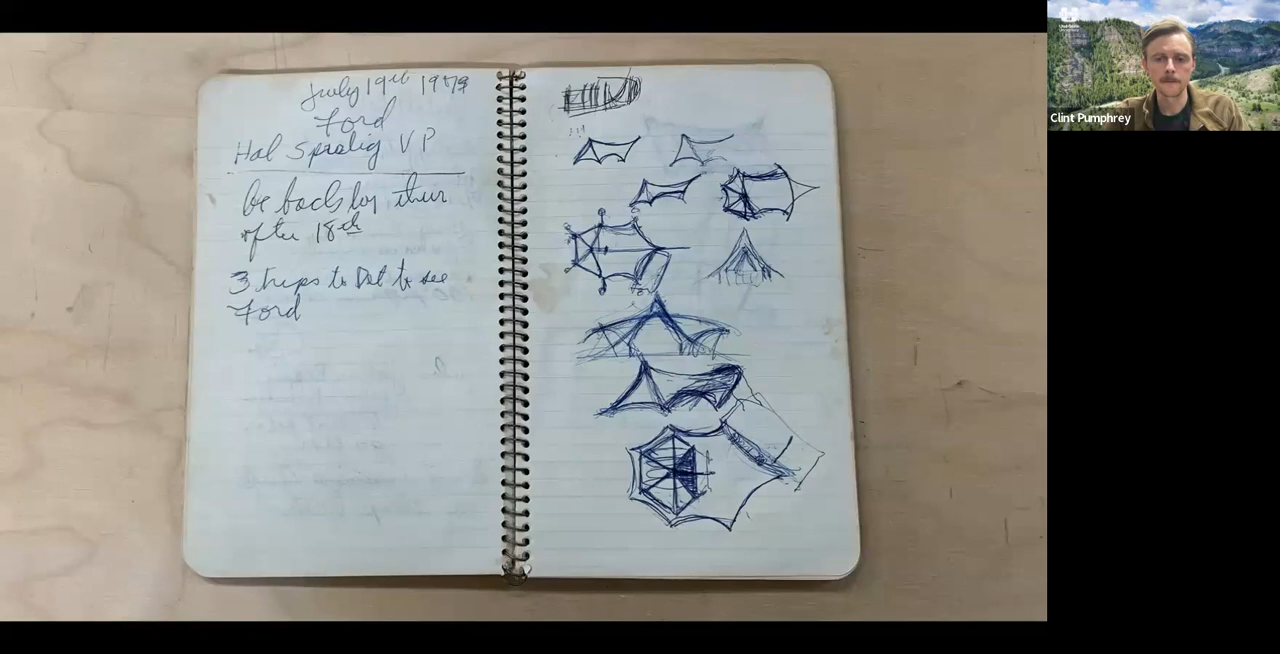 July 19th 1979
Ford
Hal Sperlig VP
be back by thur
after 18th
3 trips to Det to see
Ford
Clint Pumphrey